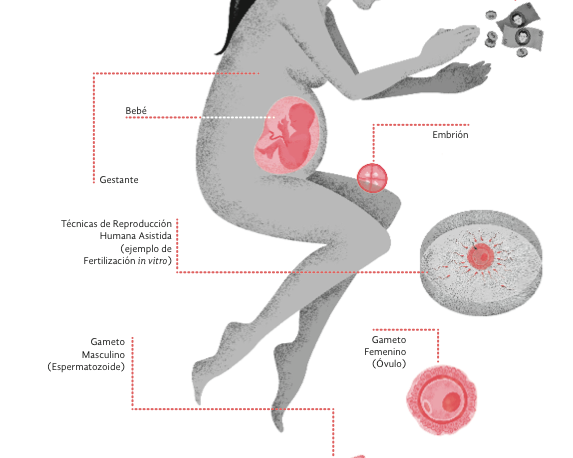 Bebé
Embrión
Gestante
Técnicas de Reproducción
Humana Asistida
(ejemplo de
Fertilización in vitro)
Gameto
Masculino
(Espermatozoide)
Gameto
Femenino
(Óvulo)